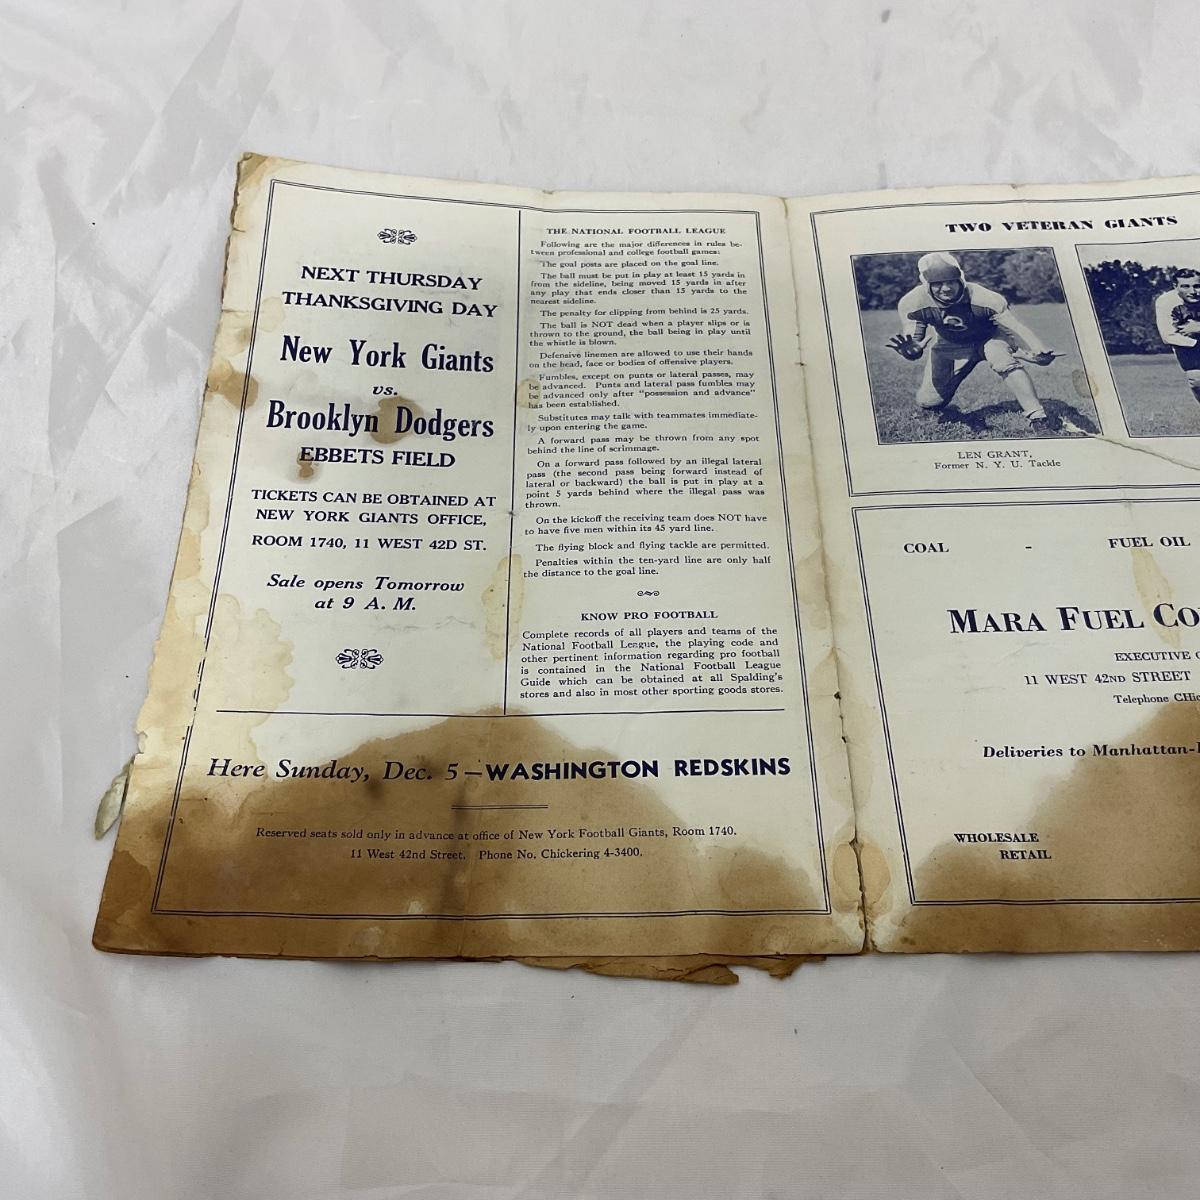 NEXT THURSDAY
THANKSGIVING DAY
New York Giants
vs.
Brooklyn Dodgers
EBBETS FIELD
TICKETS CAN BE OBTAINED AT
NEW YORK GIANTS OFFICE,
ROOM 1740, 11 WEST 42D ST.
Sale opens Tomorrow
at 9 A. M.
THE NATIONAL FOOTBALL LEAGUE
Following are the major differences in rules be-
tween professional and college football games:
The goal posts are placed on the goal line.
The ball must be put in play at least 15 yards in
from the sideline, being moved 15 yards in after
any play that ends closer than 15 yards to the
nearest sideline.
The penalty for clipping from behind is 25 yards.
The ball is NOT dead when a player slips or is
thrown to the ground, the ball being in play until
the whistle is blown.
Defensive linemen are allowed to use their hands
on the head, face or bodies of offensive players.
Fumbles, except on punts or lateral passes, may
be advanced. Punts and lateral pass fumbles may
be advanced only after "possession and advance"
has been established.
Substitutes may talk with teammates immediate-
ly upon entering the game.
A forward pass may be thrown from any spot
behind the line of scrimmage.
On a forward pass followed by an illegal lateral
pass (the second pass being forward instead of
lateral or backward) the ball is put in play at a
point 5 yards behind where the illegal pass was
thrown.
On the kickoff the receiving team does NOT have
to have five men within its 45 yard line.
The flying block and flying tackle are permitted.
Penalties within the ten-yard line are only half
the distance to the goal line.
KNOW PRO FOOTBALL
Complete records of all players and teams of the
National Football League, the playing code and
other pertinent information regarding pro football
is contained in the National Football League
Guide which can be obtained at all Spalding's
stores and also in most other sporting goods stores.
Here Sunday, Dec. 5—WASHINGTON REDSKINS
Reserved seats sold only in advance at office of New York Football Giants, Room 1740.
11 West 42nd Street. Phone No. Chickering 4-3400.
TWO VETERAN GIANTS
LEN GRANT,
Former N. Y. U. Tackle
COAL - FUEL OIL
MARA FUEL CO
EXECUTIVE
11 WEST 42ND STREET
Telephone CHic
Deliveries to Manhattan-
WHOLESALE
RETAIL